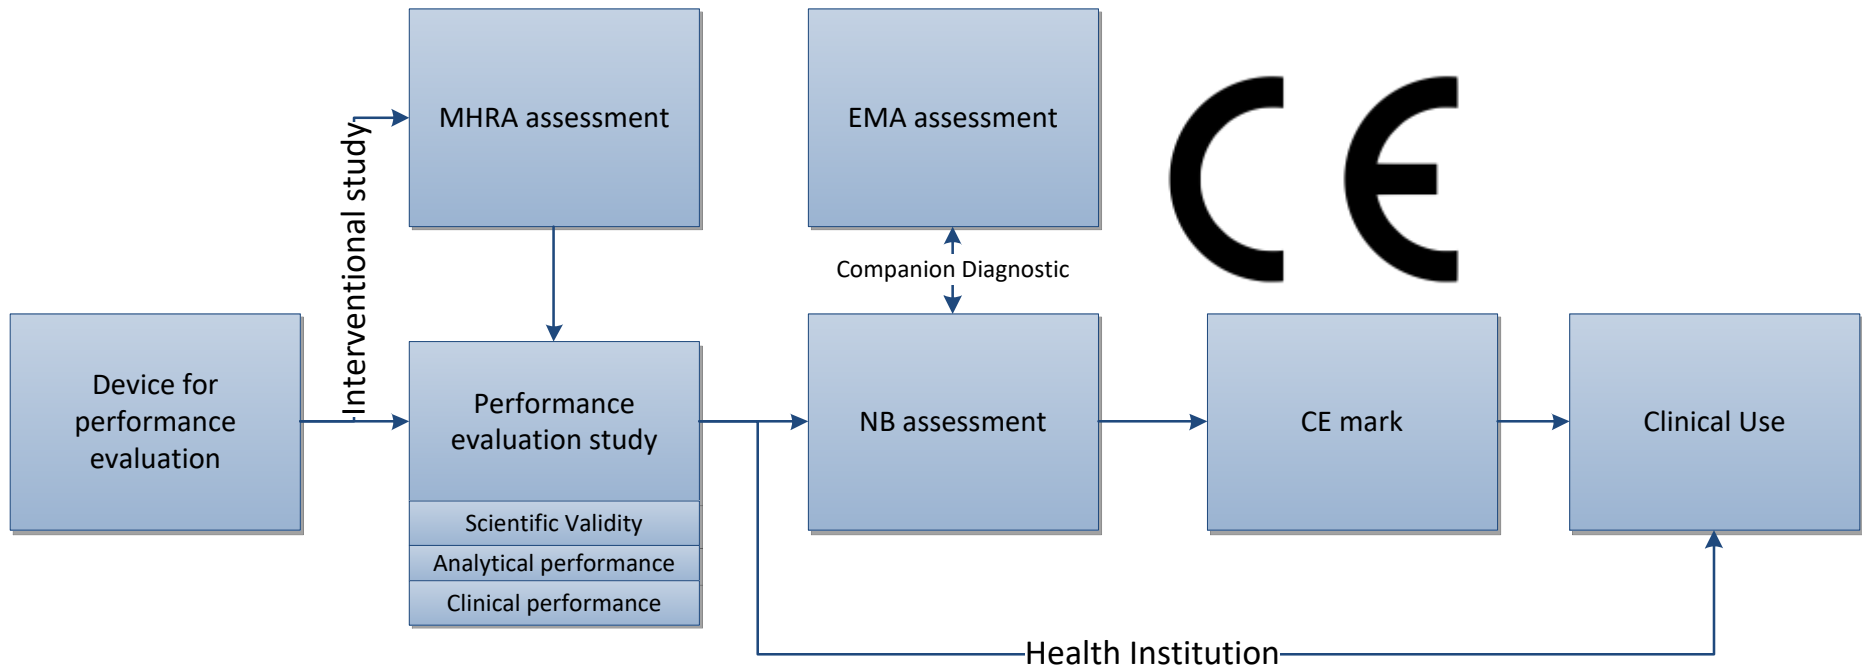 MHRA assessment
EMA assessment
CE
Interventional study
Companion Diagnostic
Device for
performance
evaluation
Performance
evaluation study
Scientific Validity
Analytical performance
Clinical performance
NB assessment
CE mark
Clinical Use
Health Institution